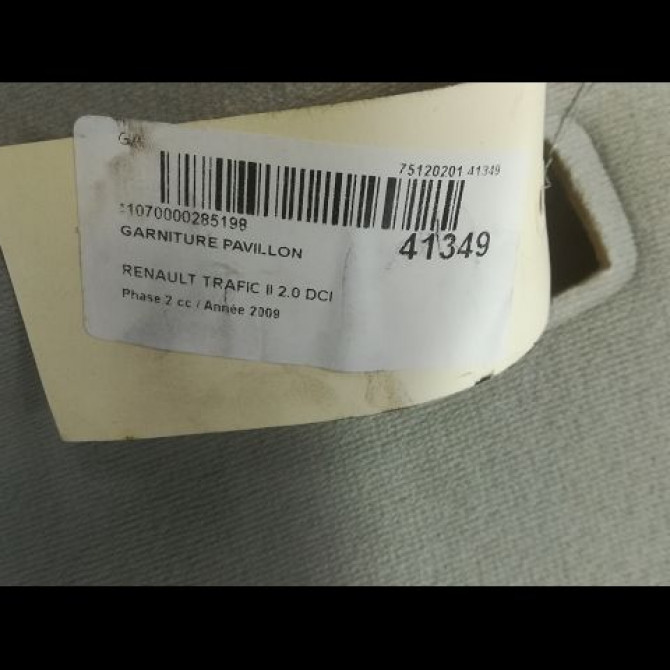 75120201 41349
1070000285198
GARNITURE PAVILLON
41349
RENAULT TRAFIC II 2.0 DCI
Phase 2 cc / Année 2009